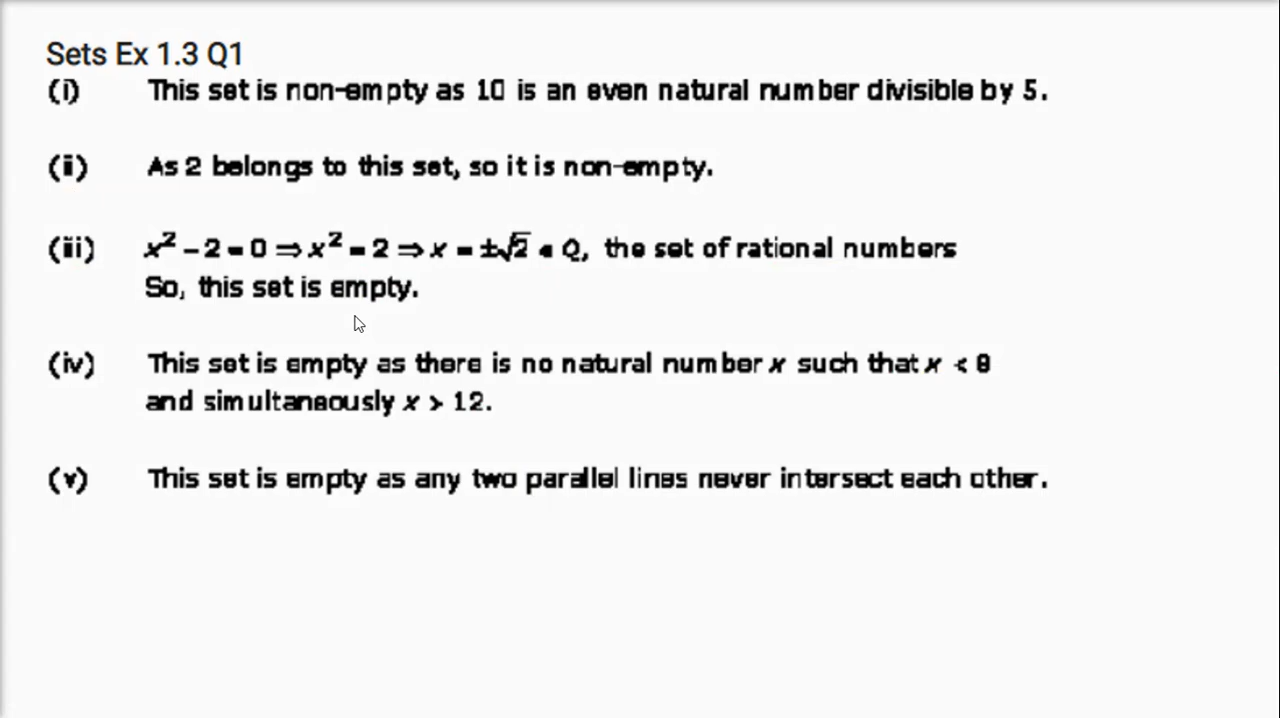 Sets Ex 1.3 Q1
(i) This set is non-empty as 10 is an even natural number divisible by 5.
(ii) As 2 belongs to this set, so it is non-empty.
(iii) x² - 2 = 0 ⇒ x² = 2 ⇒ x = ±√2 ∉ Q, the set of rational numbers
So, this set is empty.
(iv) This set is empty as there is no natural number x such that x < 8
and simultaneously x > 12.
(v) This set is empty as any two parallel lines never intersect each other.